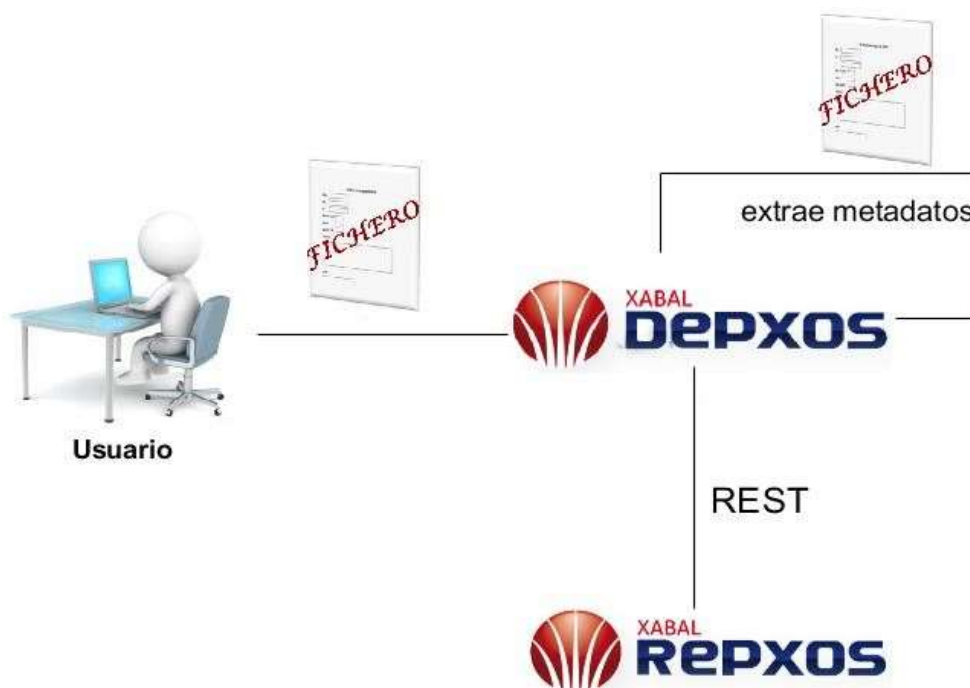 FICHERO
extrae metadatos
FICHERO
XABAL
DEPXOS
Usuario
REST
XABAL
REPXOS